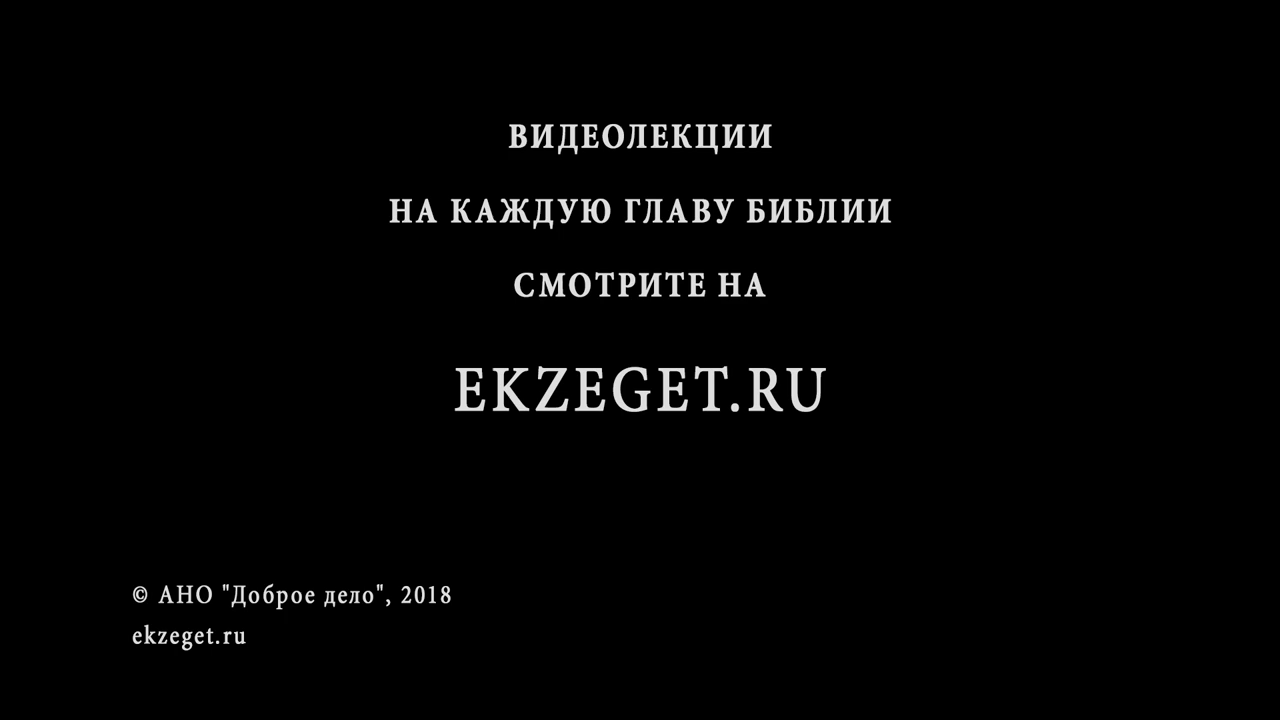 ВИДЕОЛЕКЦИИ
НА КАЖДУЮ ГЛАВУ БИБЛИИ
СМОТРИТЕ НА
EKZEGET.RU
© АНО "Доброе дело", 2018
ekzeget.ru